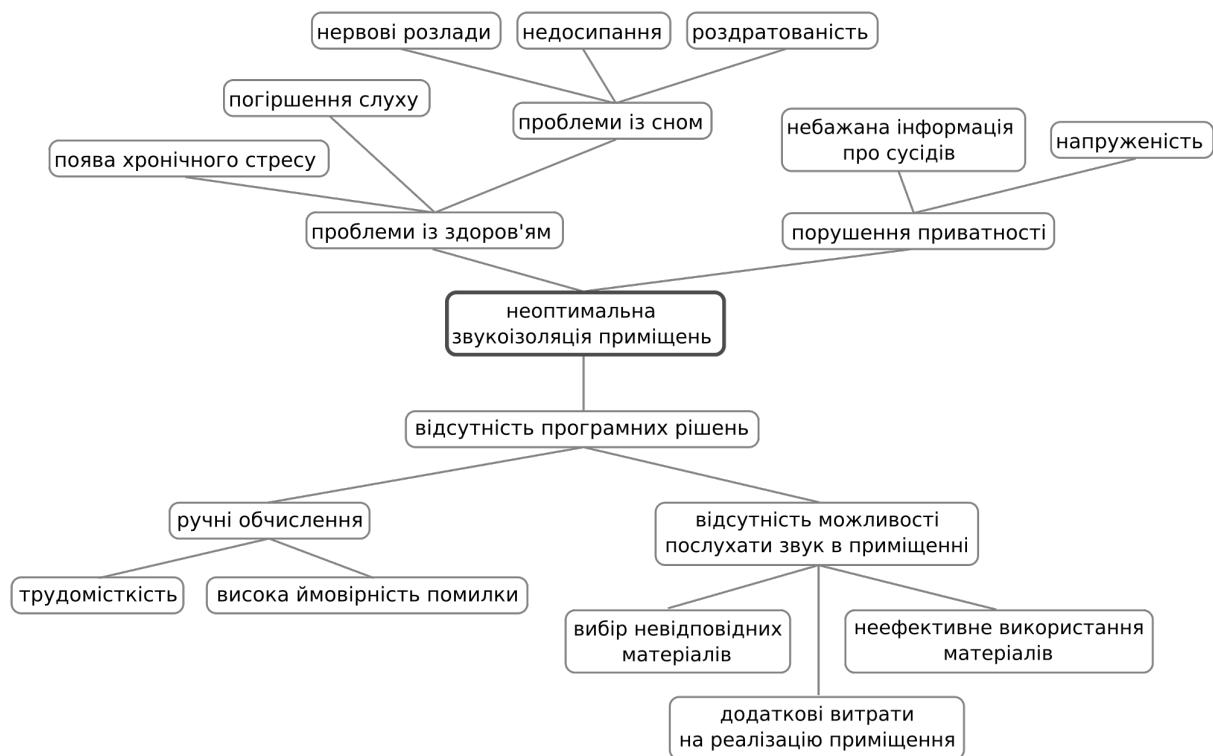 нервові розлади
недосипання
роздратованість
погіршення слуху
проблеми із сном
небажана інформація
про сусідів
напруженість
поява хронічного стресу
проблеми із здоров'ям
порушення приватності
неоптимальна
звукоізоляція приміщень
відсутність програмних рішень
ручні обчислення
відсутність можливості
послухати звук в приміщенні
трудомісткість
висока ймовірність помилки
вибір невідповідних
матеріалів
неефективне використання
матеріалів
додаткові витрати
на реалізацію приміщення